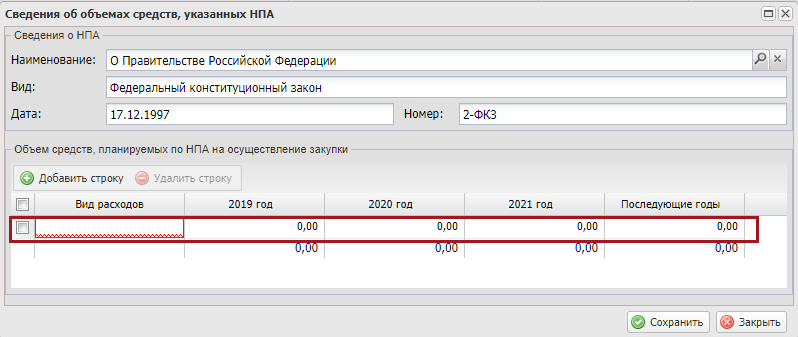 Сведения об объемах средств, указанных НПА
Сведения о НПА
Наименование: О Правительстве Российской Федерации
Вид: Федеральный конституционный закон
Дата: 17.12.1997 Номер: 2-ФКЗ
Объем средств, планируемых по НПА на осуществление закупки
Добавить строку Удалить строку
Вид расходов 2019 год 2020 год 2021 год Последующие годы
0,00 0,00 0,00 0,00
0,00 0,00 0,00 0,00
Сохранить Закрыть